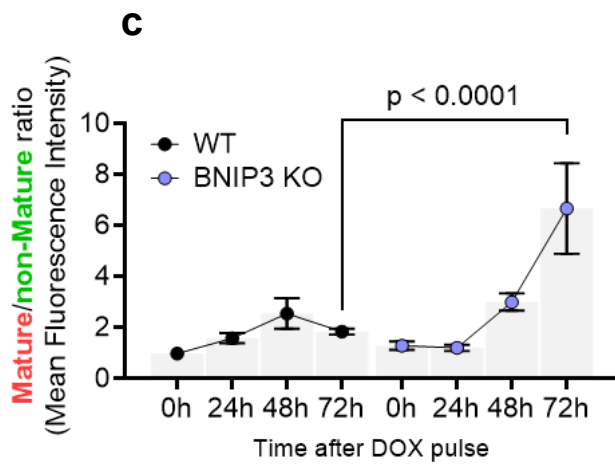 c
p < 0.0001
Mature/non-Mature ratio
(Mean Fluorescence Intensity)
10
8
6
4
2
0
WT
BNIP3 KO
0h 24h 48h 72h 0h 24h 48h 72h
Time after DOX pulse